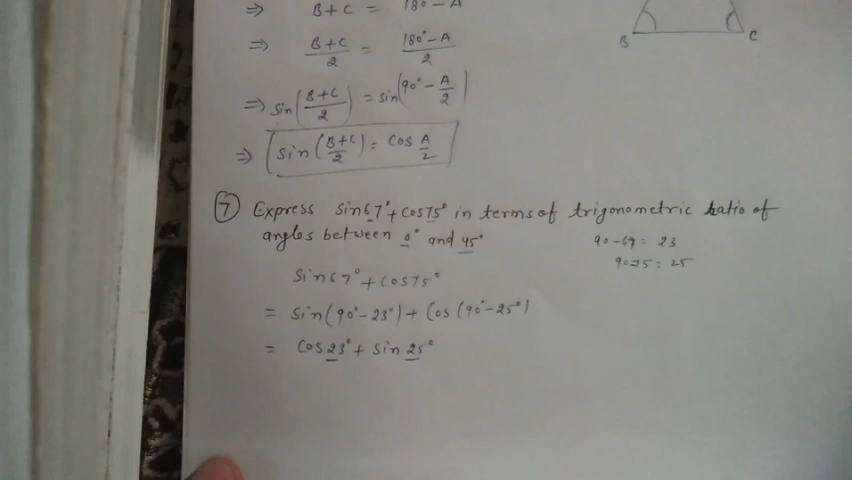 ⇒ B+C = 180-A
⇒ B+C/2 = 180°-A/2
⇒ sin(B+C/2) = sin(90°-A/2)
⇒ sin(B+C/2) = cos A/2
B C
⑦ Express sin67°+cos75° in terms of trigonometric ratio of
angles between 0° and 45°
90-67= 23
90-75 = 25
sin67°+cos75°
= sin(90°-23°)+ cos(90°-25°)
= cos23°+ sin25°